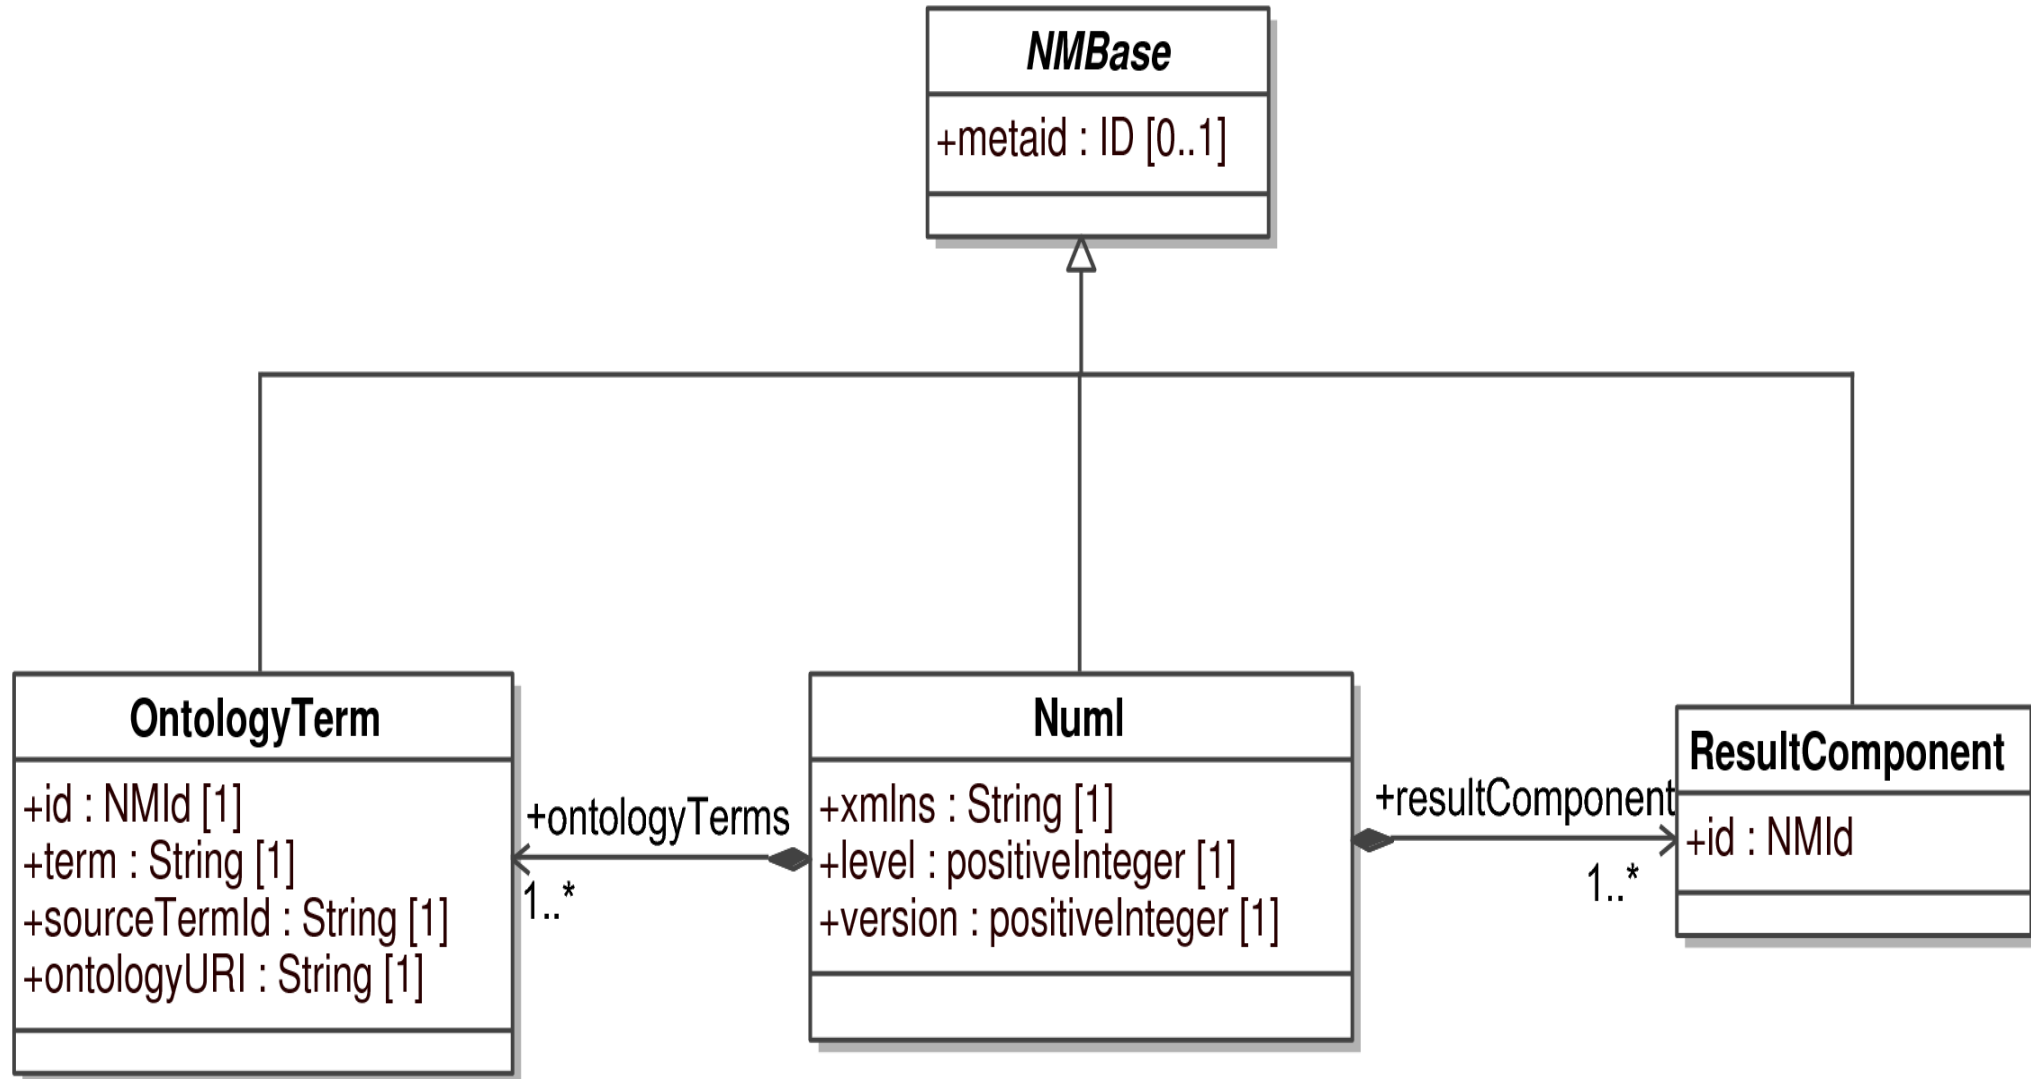 NMBase
+metaid : ID [0..1]
OntologyTerm
+id : NMId [1]
+term : String [1]
+sourceTermId : String [1]
+ontologyURI : String [1]
+ontologyTerms
1..*
Numl
+xmlns : String [1]
+level : positiveInteger [1]
+version : positiveInteger [1]
+resultComponent
1..*
ResultComponent
+id : NMId